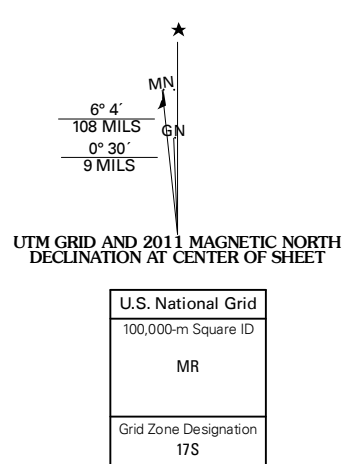 ★
MN
6° 4´
108 MILS
GN
0° 30´
9 MILS
UTM GRID AND 2011 MAGNETIC NORTH
DECLINATION AT CENTER OF SHEET
U.S. National Grid
100,000-m Square ID
MR
Grid Zone Designation
17S